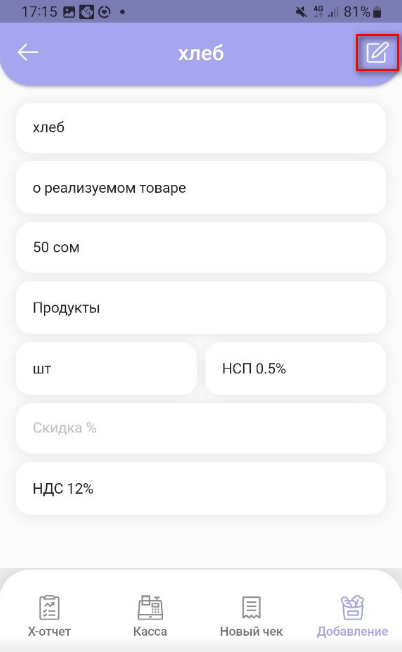 17:15 4G 81%
хлеб
хлеб
о реализуемом товаре
50 сом
Продукты
шт НСП 0.5%
Скидка %
НДС 12%
X-отчет Касса Новый чек Добавление